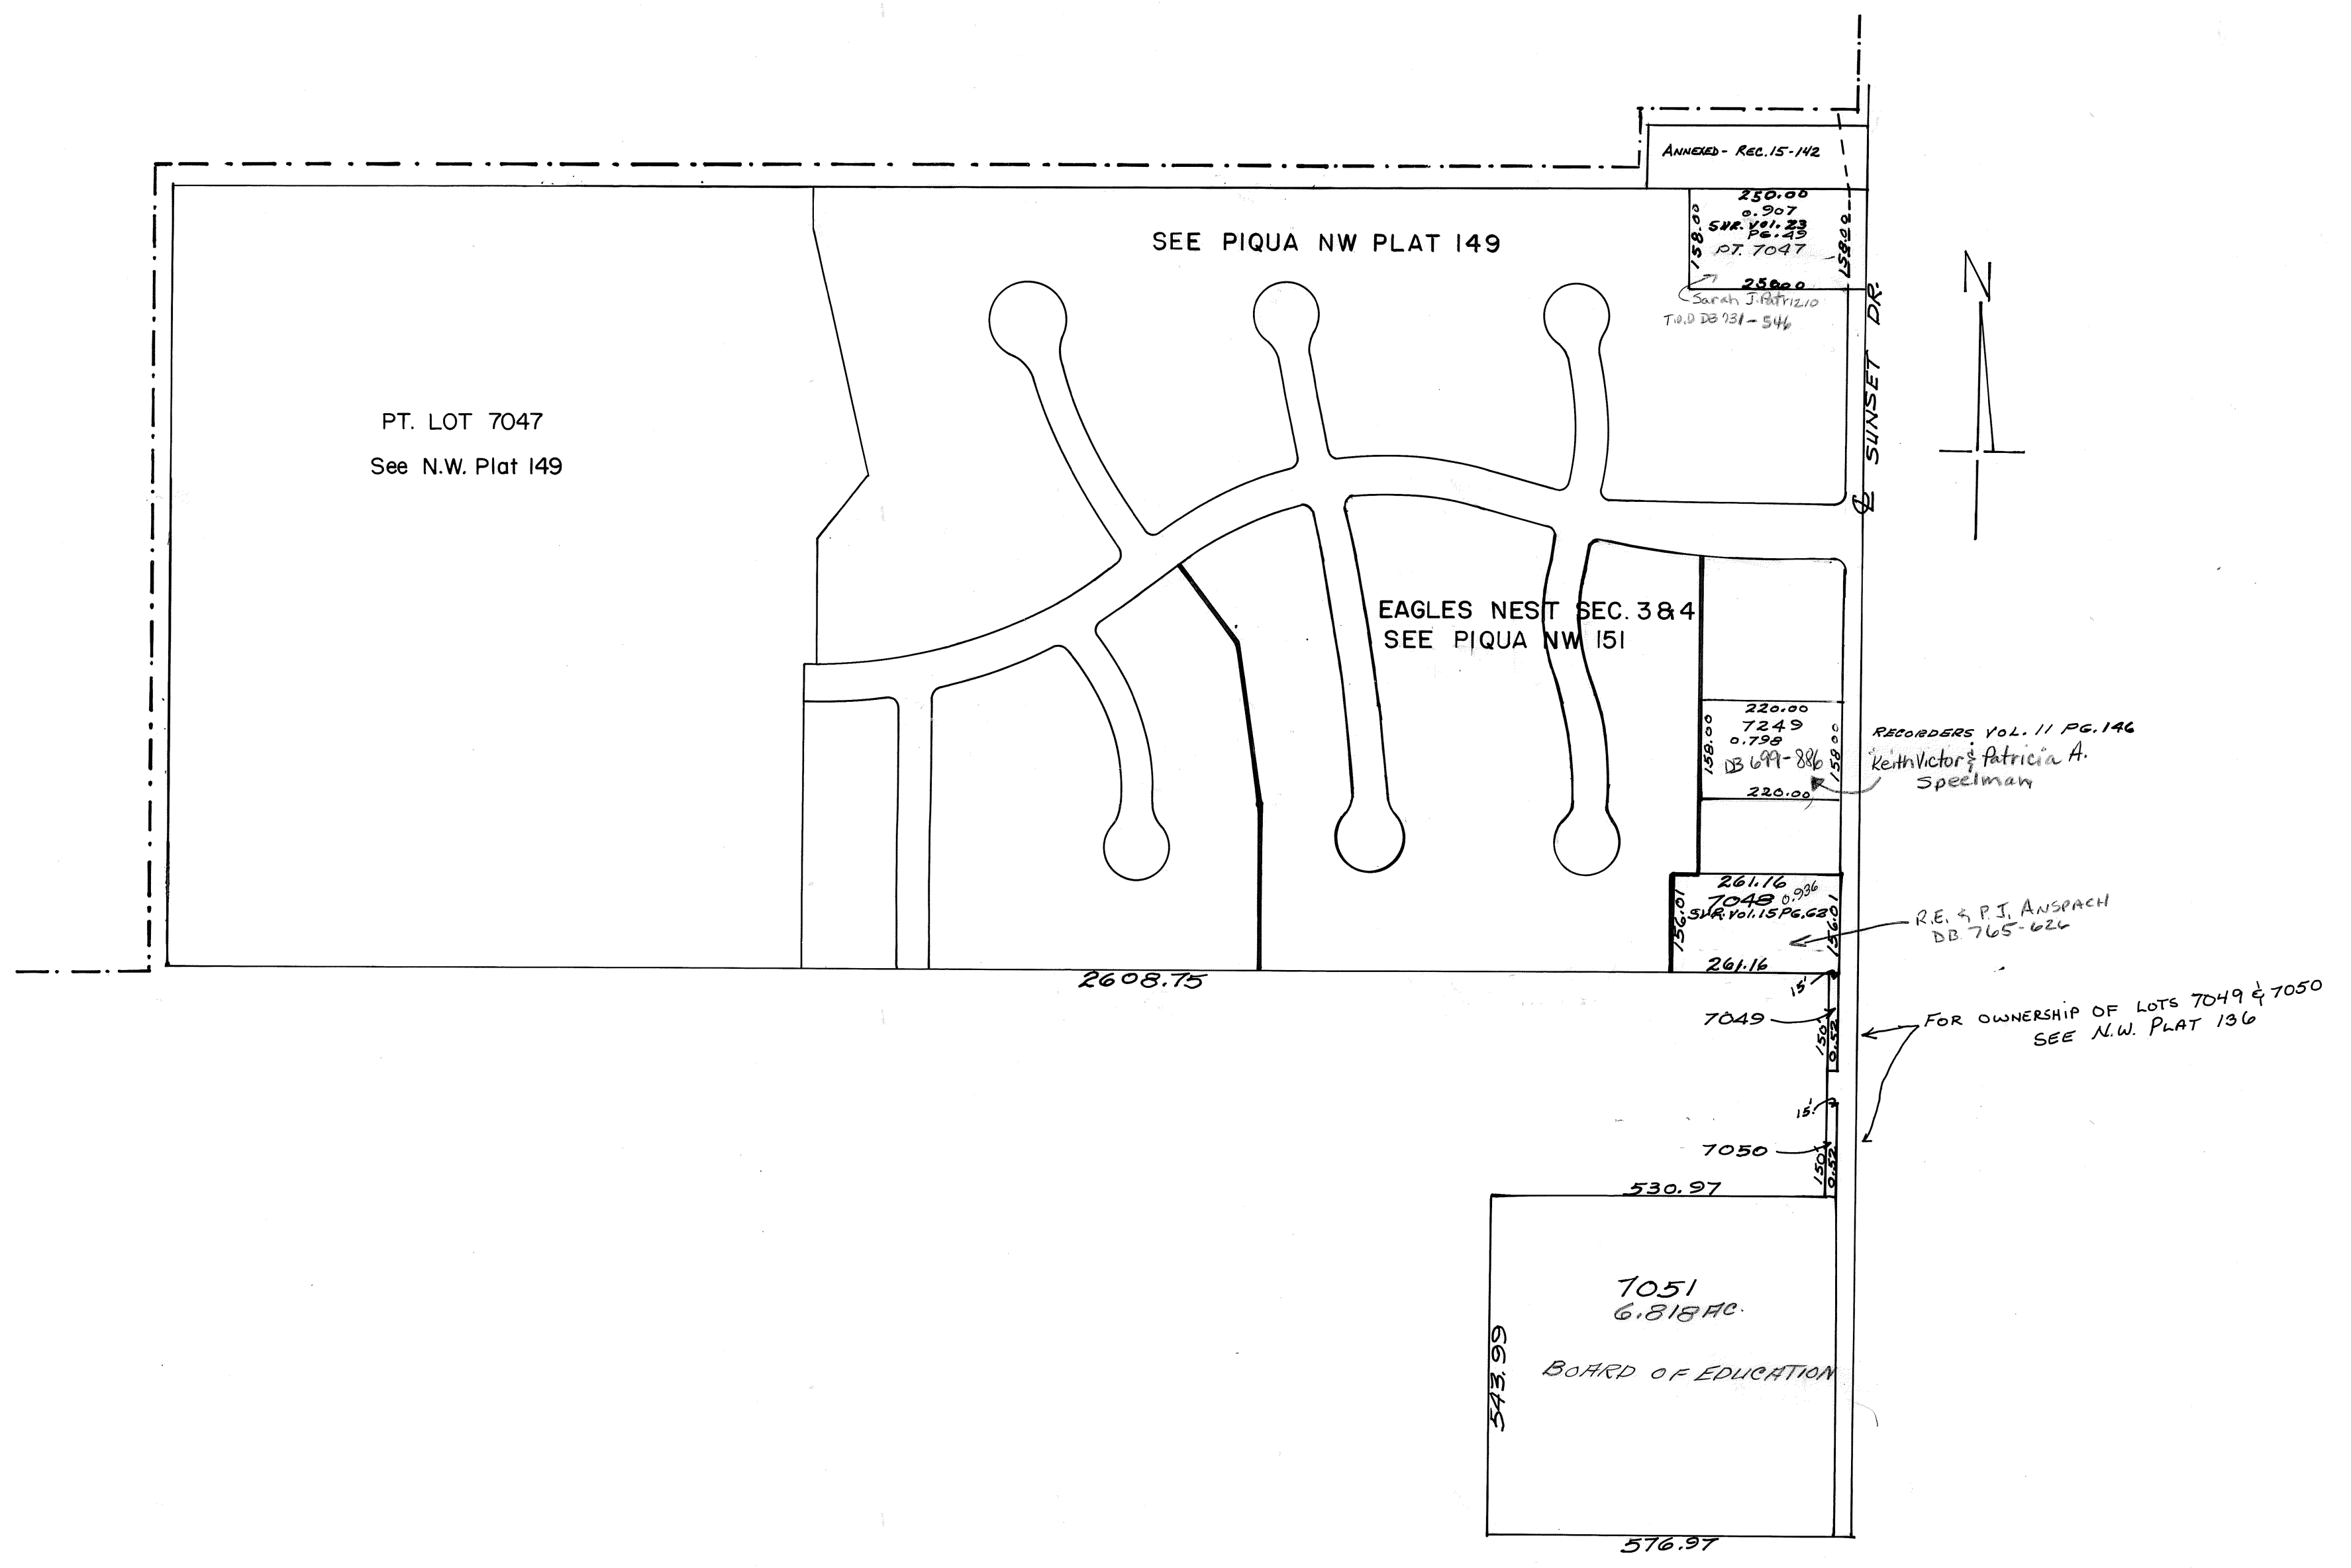 ANNEXED - REC. 15-142
250.00
0.907
SUR. VOL. 23
PG. 49
PT. 7047
158.00
158.00
250.00
Sarah J. Patrizio
T.O.D DB 731-546
SEE PIQUA NW PLAT 149
N
SUNSET DR.
PT. LOT 7047
See N.W. Plat 149
EAGLES NEST SEC. 3&4
SEE PIQUA NW 151
220.00
7249
0.798
DB 699-886
158.00
158.00
220.00
RECORDERS VOL. 11 PG. 146
Keith Victor & Patricia A.
Speelman
261.16
7048 0.936
SUR. VOL. 15 PG. 62
156.01
156.01
261.16
R.E. & P.J. ANSPACH
DB. 765-626
2608.75
15'
7049
150'
0.52
FOR OWNERSHIP OF LOTS 7049 & 7050
SEE N.W. PLAT 136
15'
7050
150'
0.52
530.97
7051
6.818 AC.
BOARD OF EDUCATION
543.99
576.97